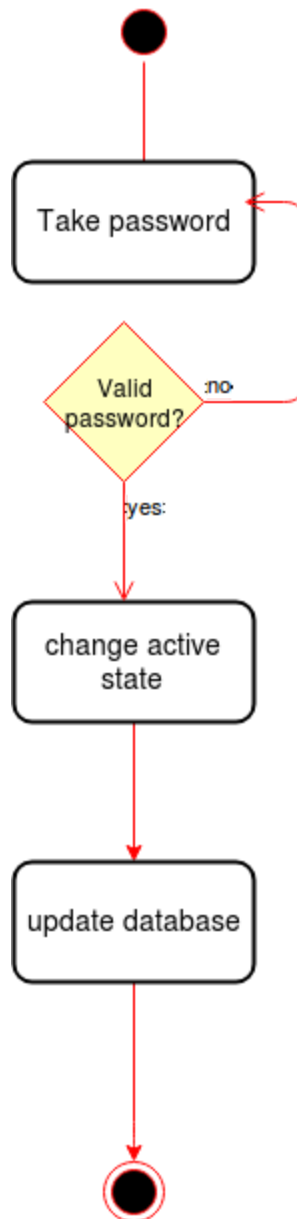 Take password
Valid
password?
:no:
:yes:
change active
state
update database